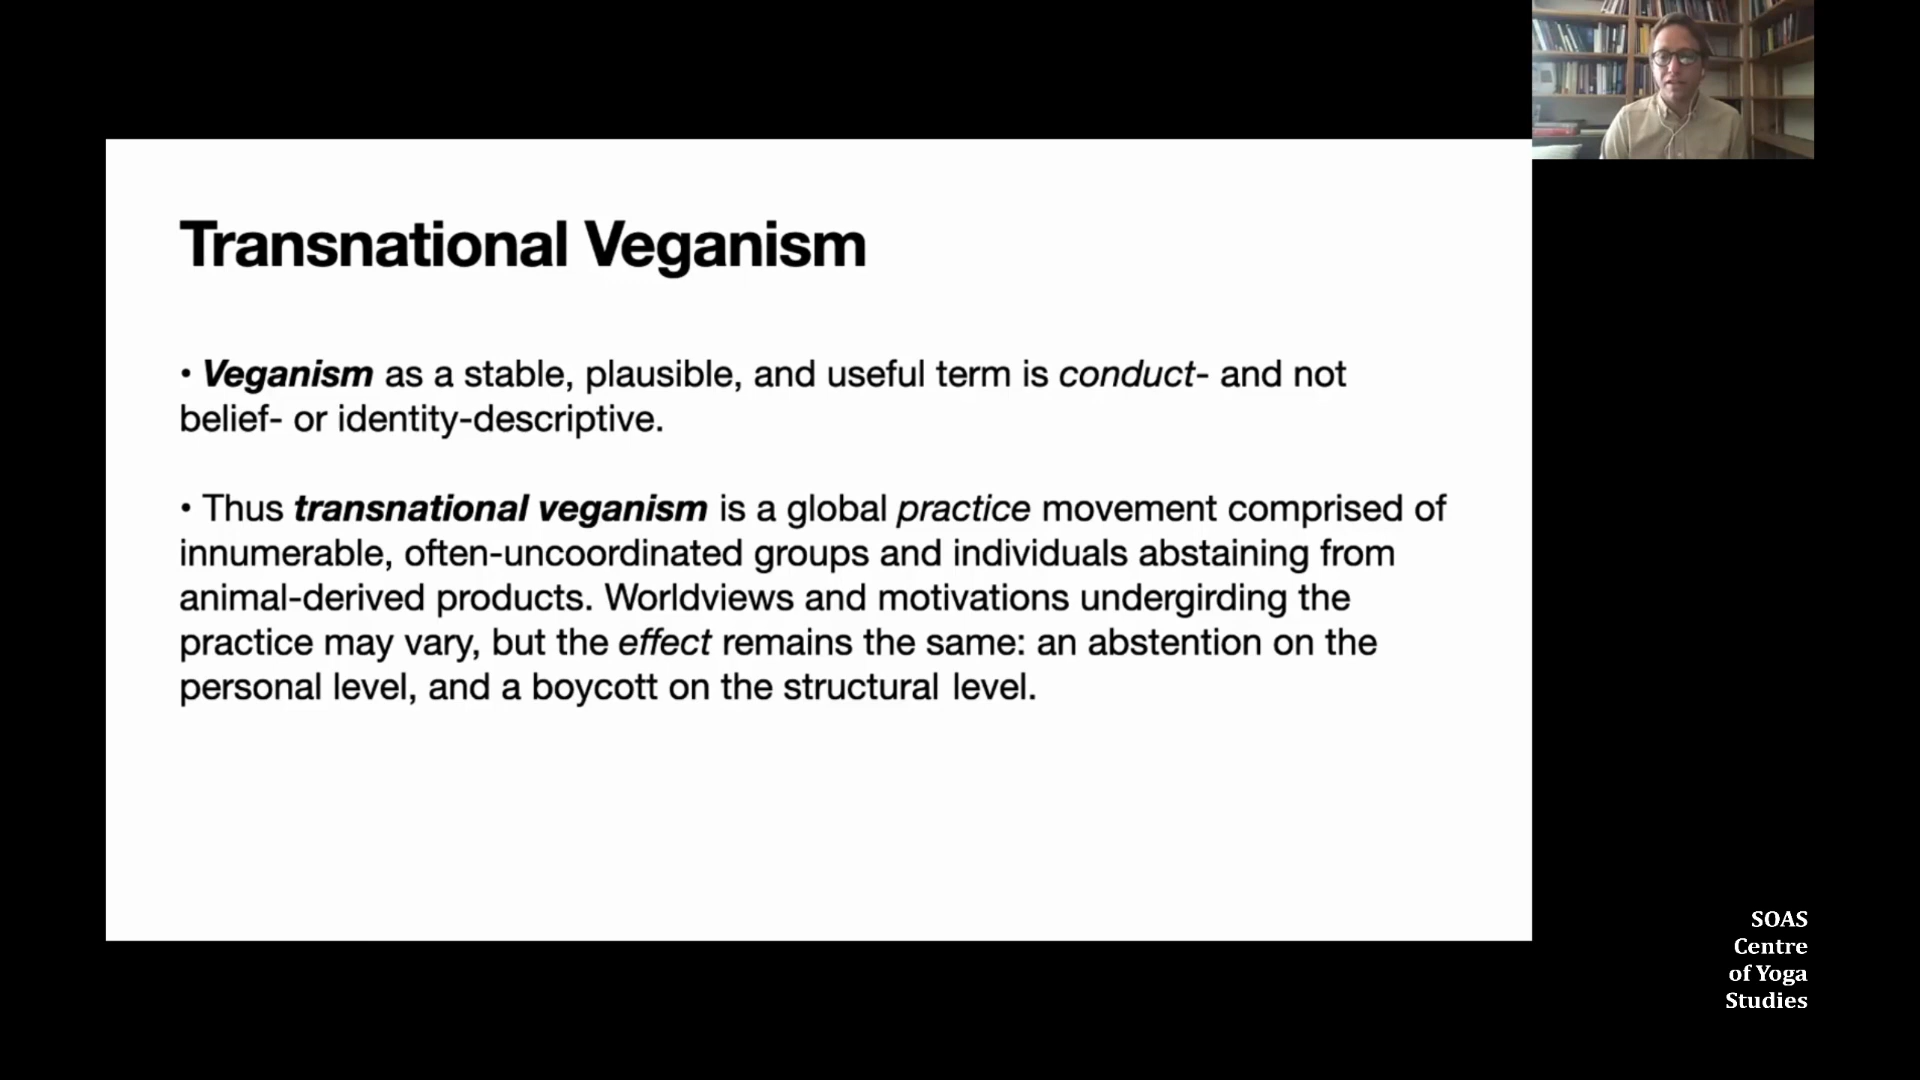 Transnational Veganism
• Veganism as a stable, plausible, and useful term is conduct- and not
belief- or identity-descriptive.
• Thus transnational veganism is a global practice movement comprised of
innumerable, often-uncoordinated groups and individuals abstaining from
animal-derived products. Worldviews and motivations undergirding the
practice may vary, but the effect remains the same: an abstention on the
personal level, and a boycott on the structural level.
SOAS
Centre
of Yoga
Studies